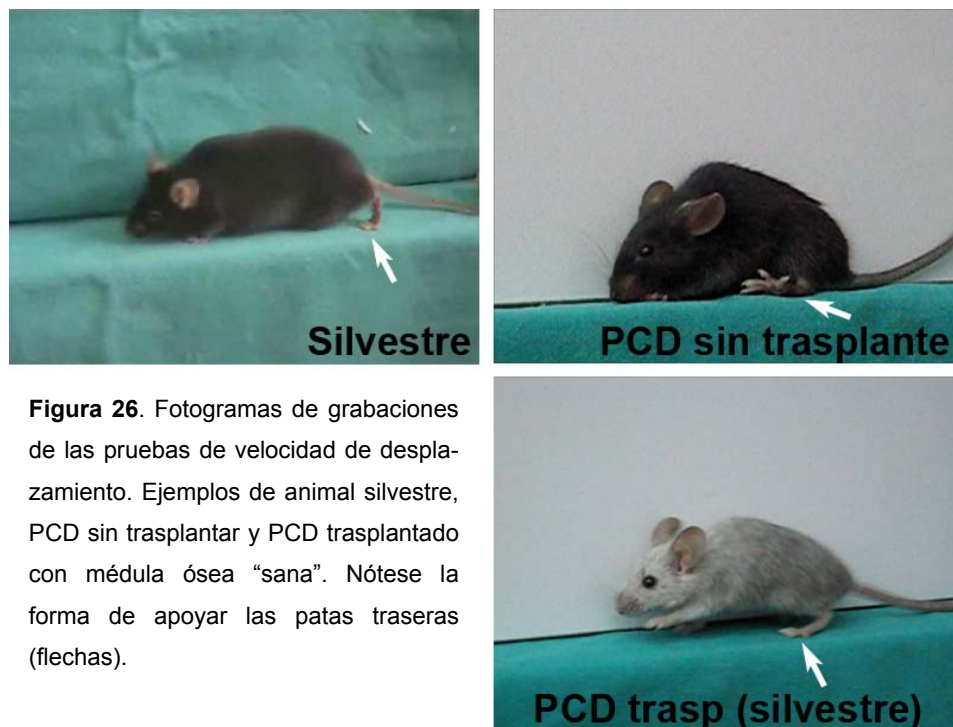 Silvestre
PCD sin trasplante
Figura 26. Fotogramas de grabaciones
de las pruebas de velocidad de despla-
zamiento. Ejemplos de animal silvestre,
PCD sin trasplantar y PCD trasplantado
con médula ósea “sana”. Nótese la
forma de apoyar las patas traseras
(flechas).
PCD trasp (silvestre)